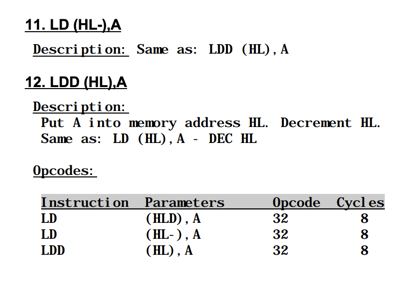 11. LD (HL-),A
Description: Same as: LDD (HL),A
12. LDD (HL),A
Description:
Put A into memory address HL. Decrement HL.
Same as: LD (HL),A - DEC HL
Opcodes:
Instruction Parameters Opcode Cycles
LD (HLD),A 32 8
LD (HL-),A 32 8
LDD (HL),A 32 8